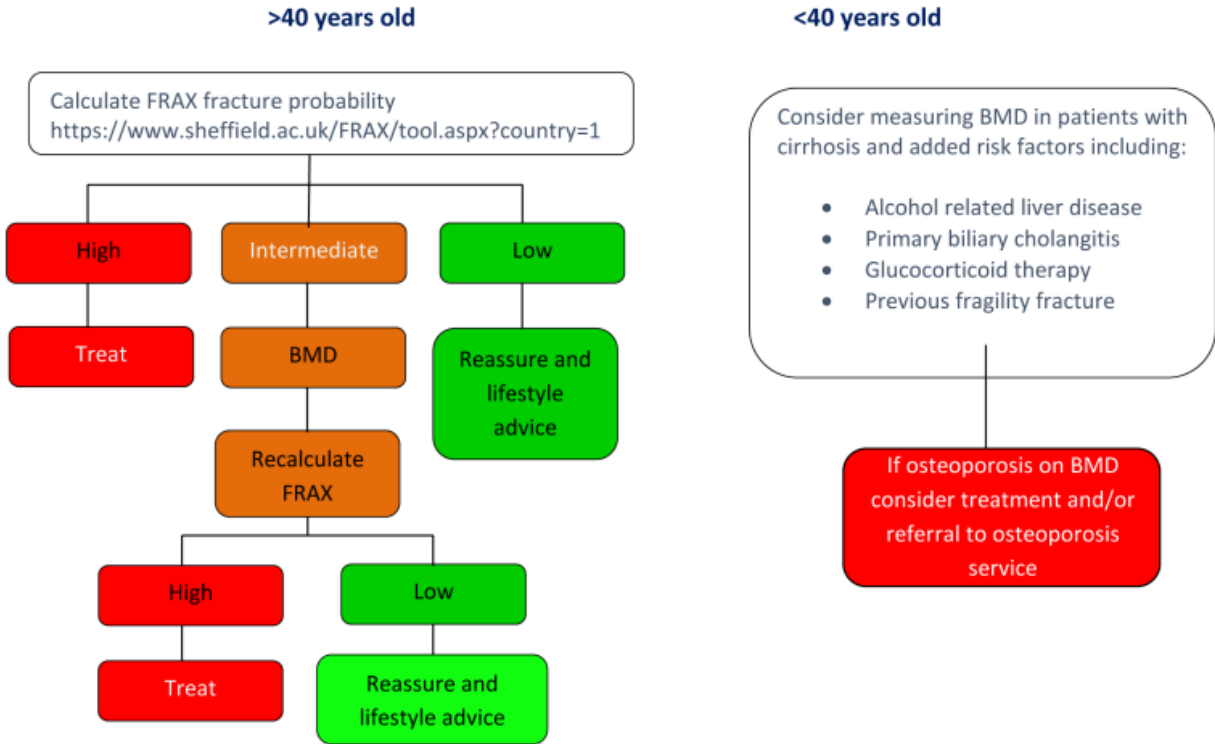 >40 years old
Calculate FRAX fracture probability
https://www.sheffield.ac.uk/FRAX/tool.aspx?country=1
High
Intermediate
Low
Treat
BMD
Reassure and
lifestyle
advice
Recalculate
FRAX
High
Low
Treat
Reassure and
lifestyle advice
<40 years old
Consider measuring BMD in patients with
cirrhosis and added risk factors including:
• Alcohol related liver disease
• Primary biliary cholangitis
• Glucocorticoid therapy
• Previous fragility fracture
If osteoporosis on BMD
consider treatment and/or
referral to osteoporosis
service